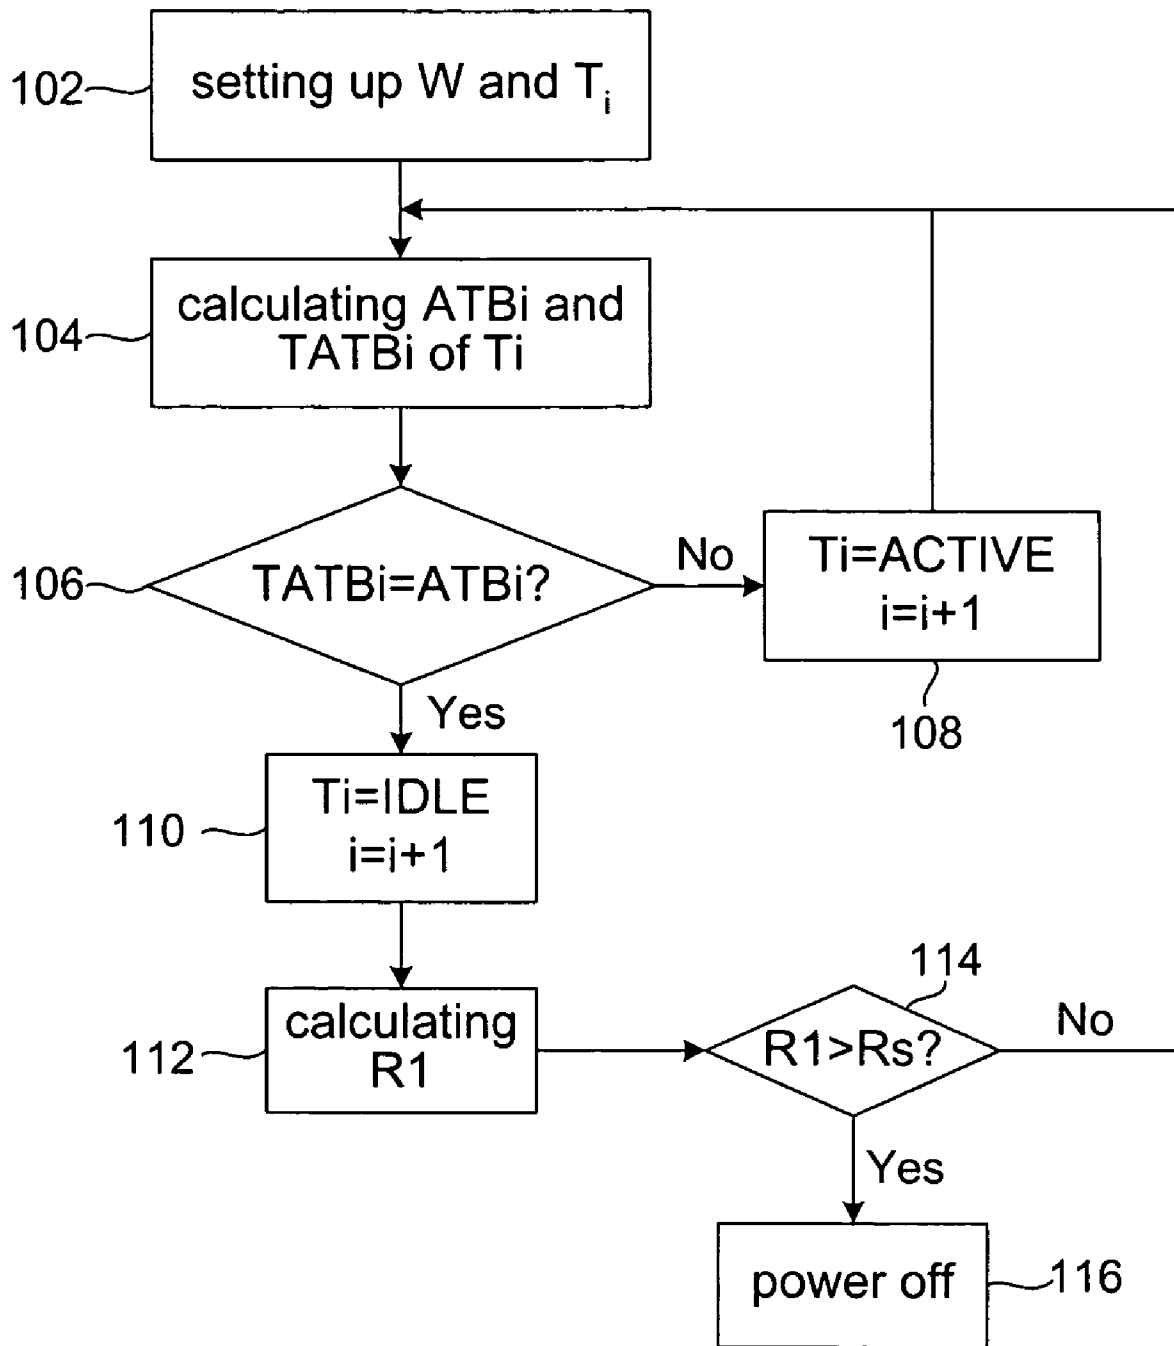 102
setting up W and Ti
104
calculating ATBi and
TATBi of Ti
106
TATBi=ATBi?
No
Ti=ACTIVE
i=i+1
108
Yes
110
Ti=IDLE
i=i+1
112
calculating
R1
114
R1>Rs?
No
Yes
power off
116